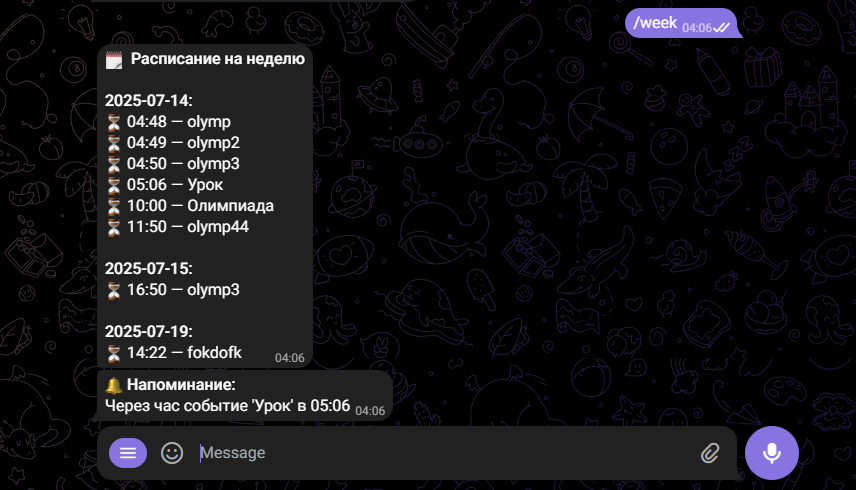 /week 04:06
🗓 Расписание на неделю
2025-07-14:
⏳ 04:48 — olymp
⏳ 04:49 — olymp2
⏳ 04:50 — olymp3
⏳ 05:06 — Урок
⏳ 10:00 — Олимпиада
⏳ 11:50 — olymp44
2025-07-15:
⏳ 16:50 — olymp3
2025-07-19:
⏳ 14:22 — fokdofk 04:06
🔔 Напоминание:
Через час событие 'Урок' в 05:06 04:06
Message